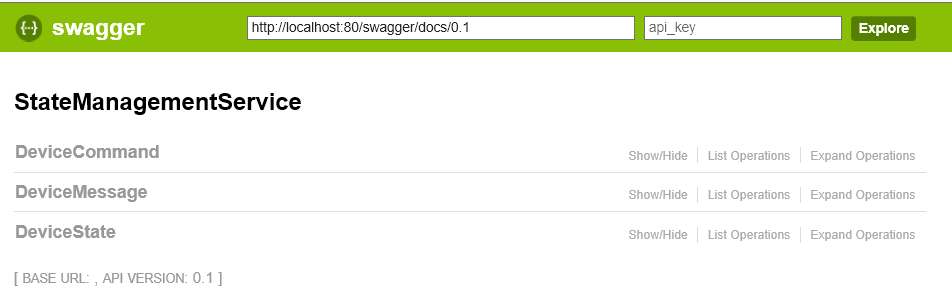 {···} swagger http://localhost:80/swagger/docs/0.1 api_key Explore
StateManagementService
DeviceCommand Show/Hide List Operations Expand Operations
DeviceMessage Show/Hide List Operations Expand Operations
DeviceState Show/Hide List Operations Expand Operations
[ BASE URL: , API VERSION: 0.1 ]